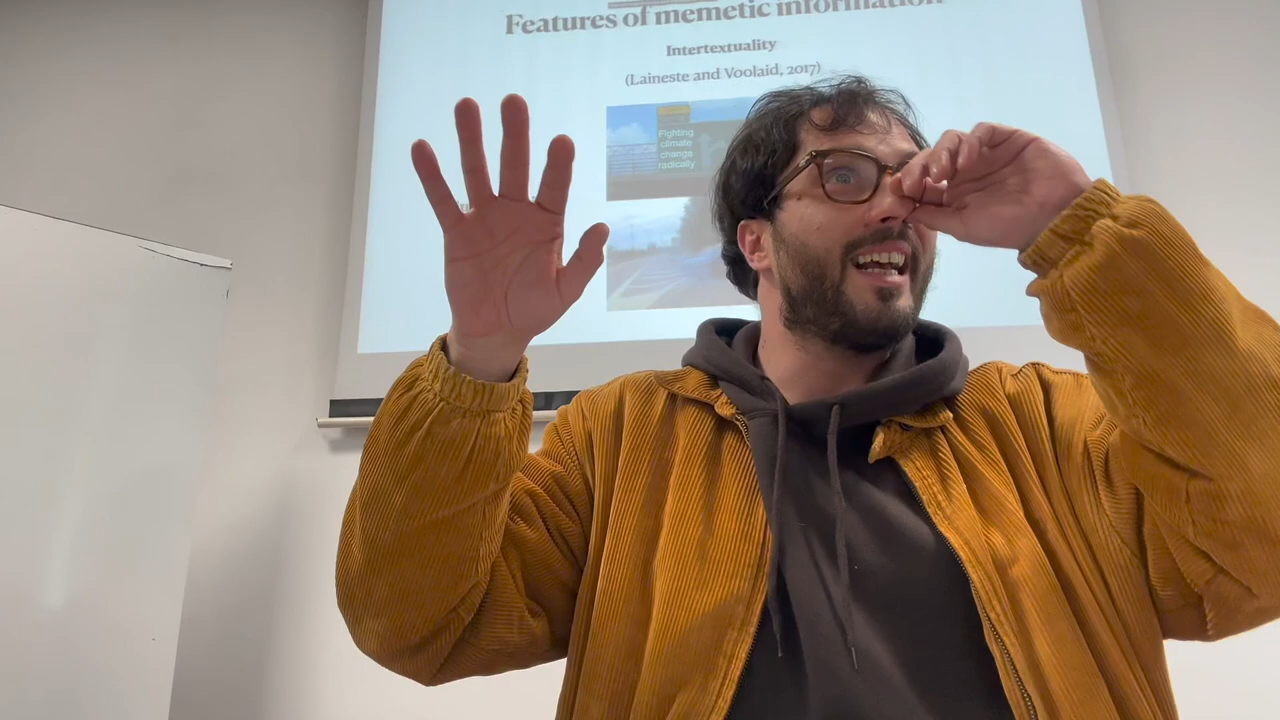 Features of memetic information
Intertextuality
(Laineste and Voolaid, 2017)
Fighting
climate
change
radically